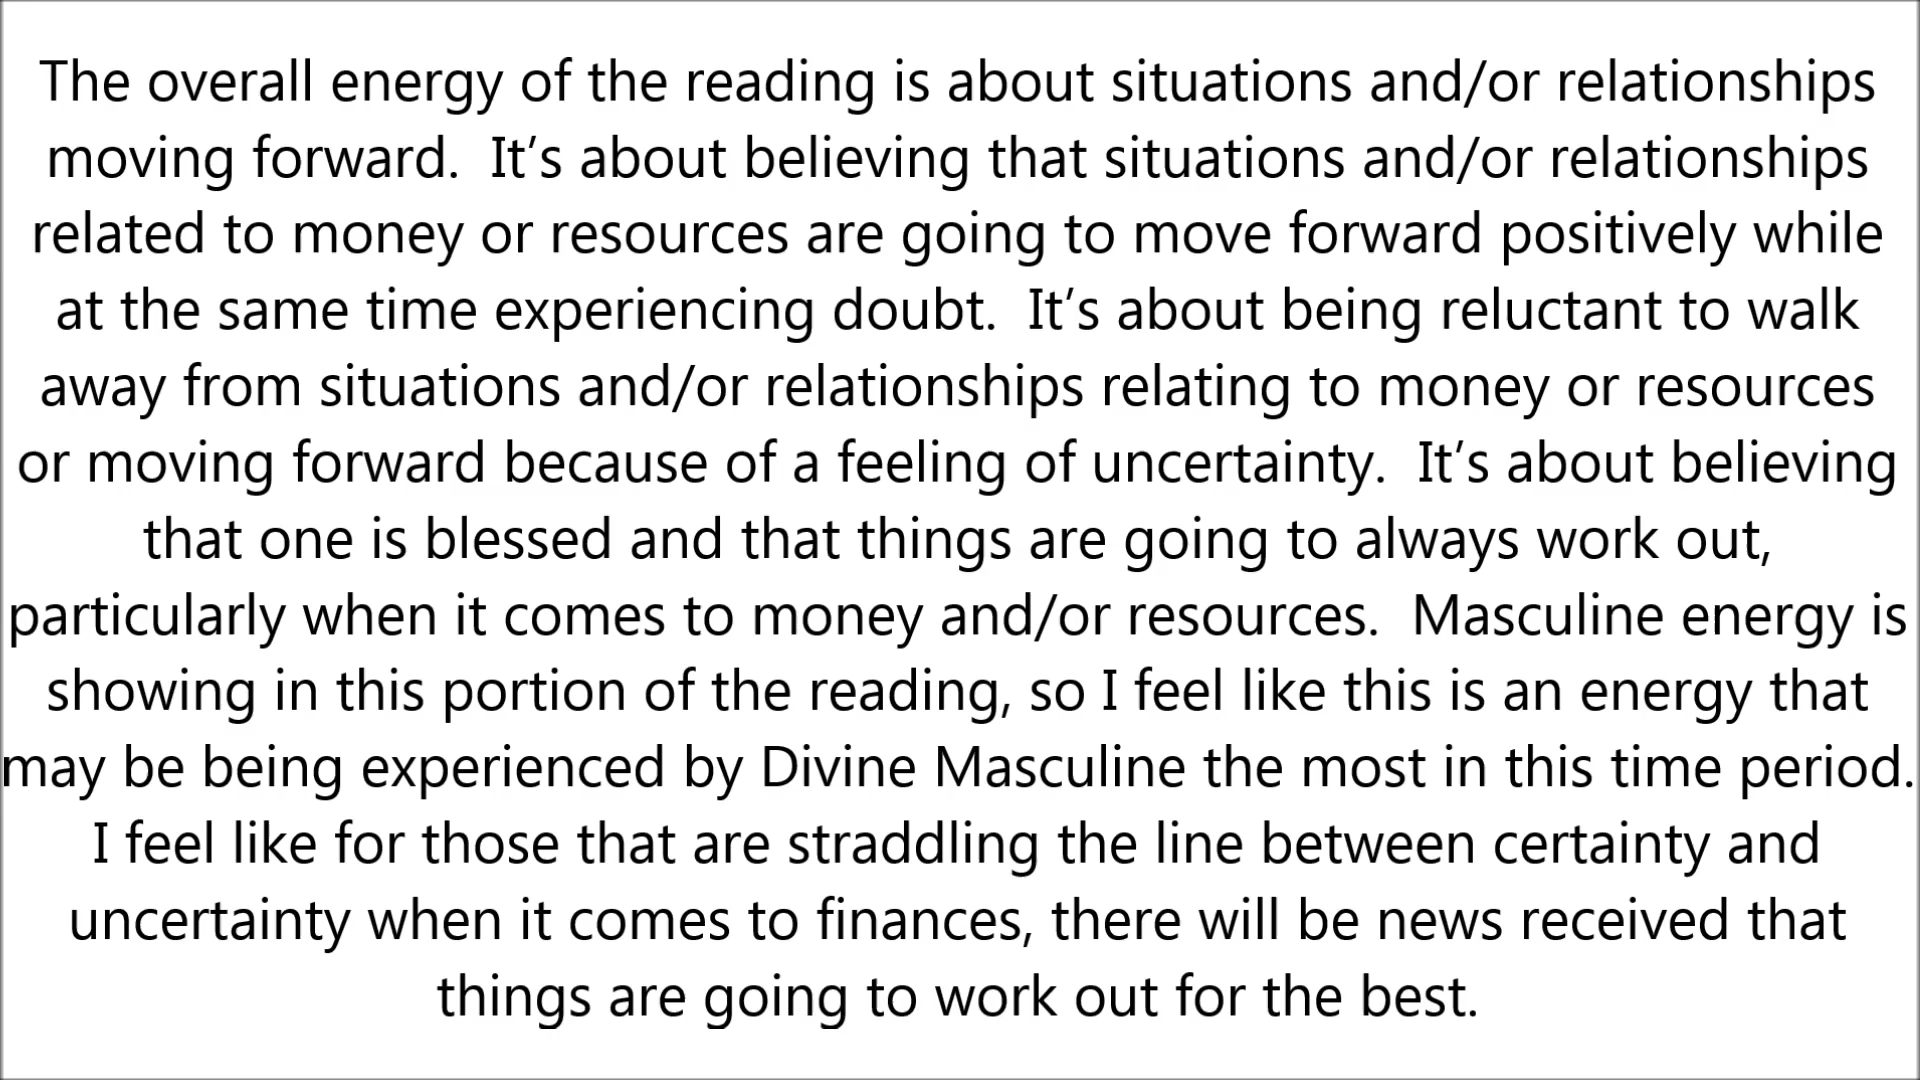 The overall energy of the reading is about situations and/or relationships
moving forward.  It’s about believing that situations and/or relationships
related to money or resources are going to move forward positively while
at the same time experiencing doubt.  It’s about being reluctant to walk
away from situations and/or relationships relating to money or resources
or moving forward because of a feeling of uncertainty.  It’s about believing
that one is blessed and that things are going to always work out,
particularly when it comes to money and/or resources.  Masculine energy is
showing in this portion of the reading, so I feel like this is an energy that
may be being experienced by Divine Masculine the most in this time period.
I feel like for those that are straddling the line between certainty and
uncertainty when it comes to finances, there will be news received that
things are going to work out for the best.